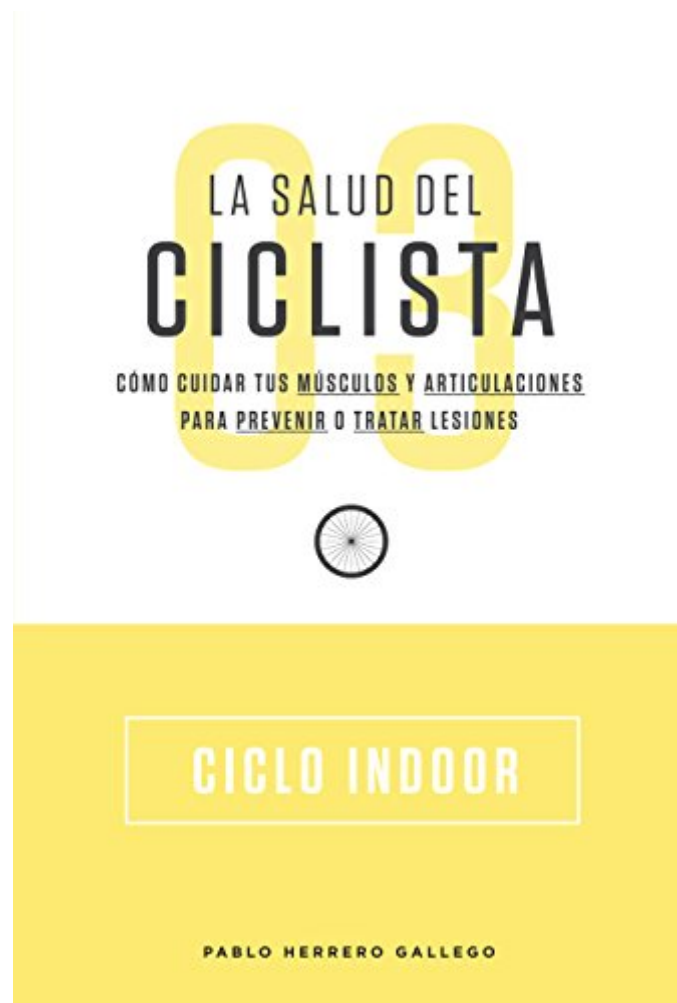 03
LA SALUD DEL
CICLISTA
CÓMO CUIDAR TUS MÚSCULOS Y ARTICULACIONES
PARA PREVENIR O TRATAR LESIONES
CICLO INDOOR
PABLO HERRERO GALLEGO